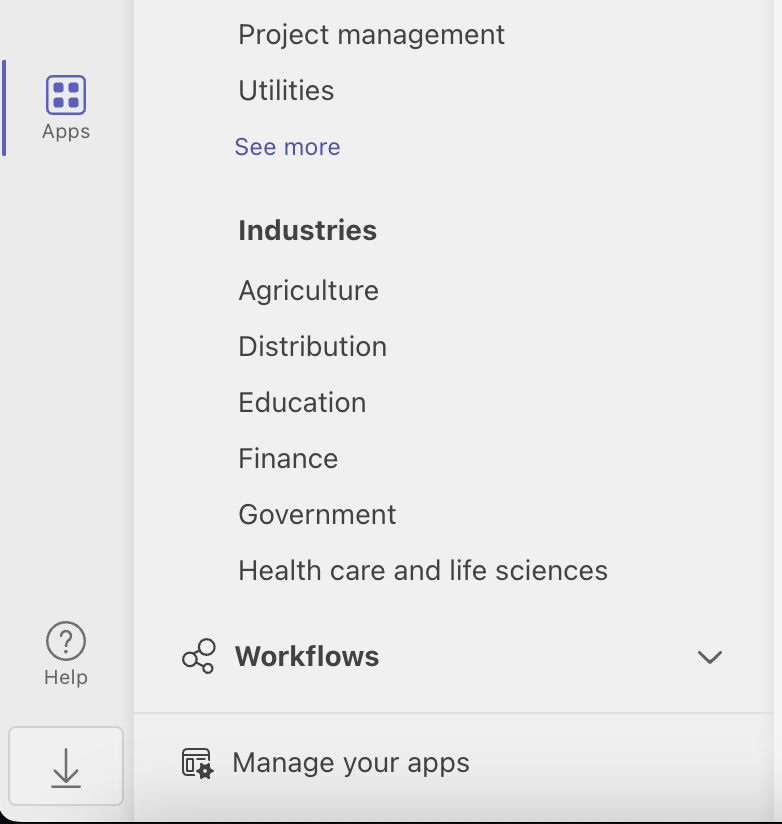 Project management
Utilities
See more
Apps
Industries
Agriculture
Distribution
Education
Finance
Government
Health care and life sciences
Workflows
Help
Manage your apps